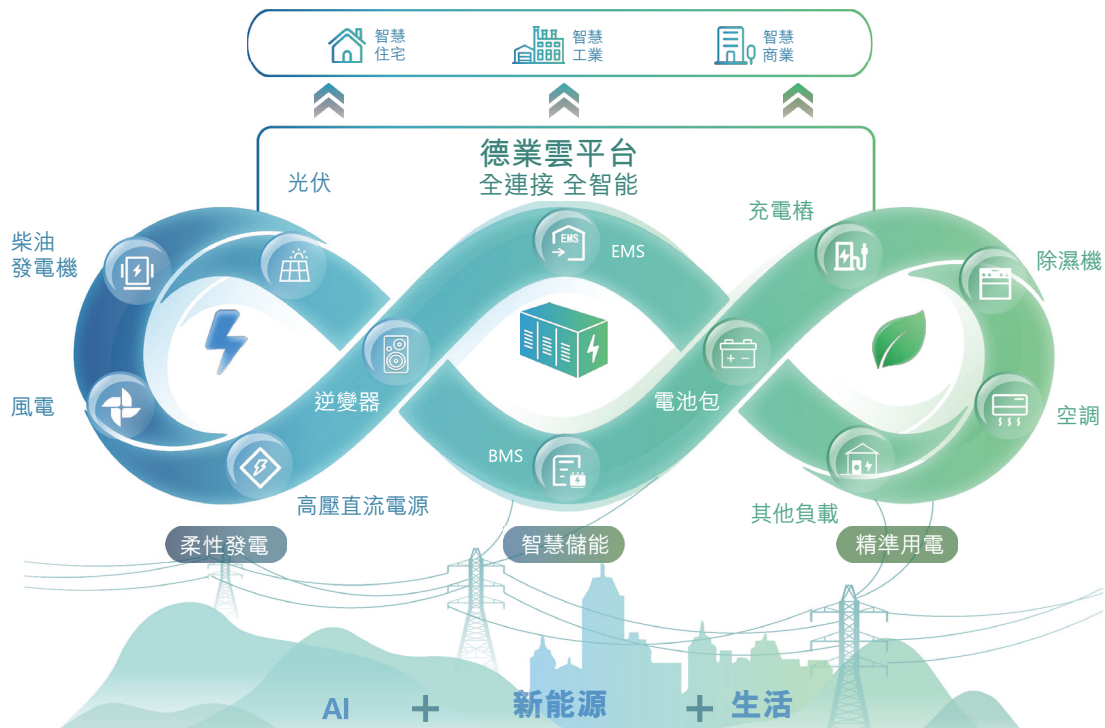 智慧
住宅
智慧
工業
智慧
商業
德業雲平台
全連接 全智能
光伏
柴油
發電機
EMS
EMS
充電樁
除濕機
風電
逆變器
電池包
空調
BMS
高壓直流電源
其他負載
柔性發電
智慧儲能
精準用電
AI + 新能源 + 生活